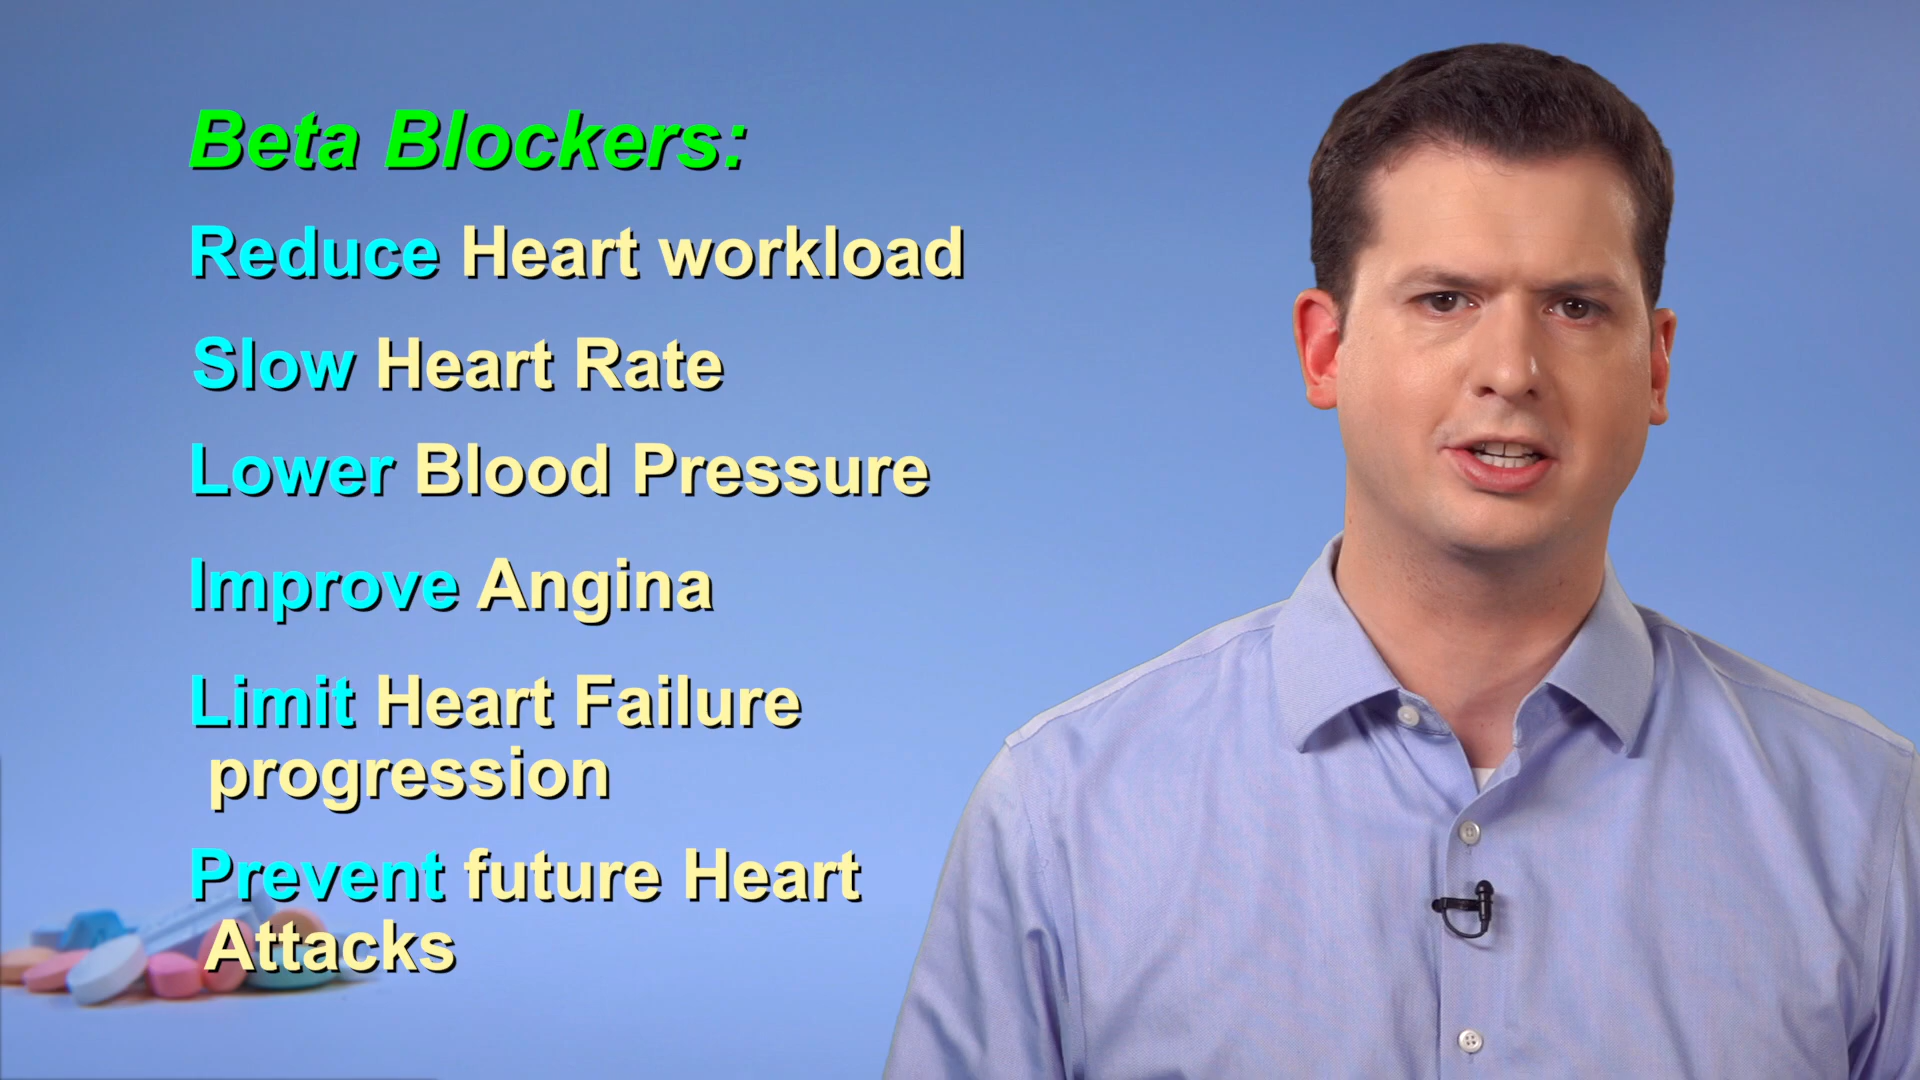 Beta Blockers:
Reduce Heart workload
Slow Heart Rate
Lower Blood Pressure
Improve Angina
Limit Heart Failure
progression
Prevent future Heart
Attacks